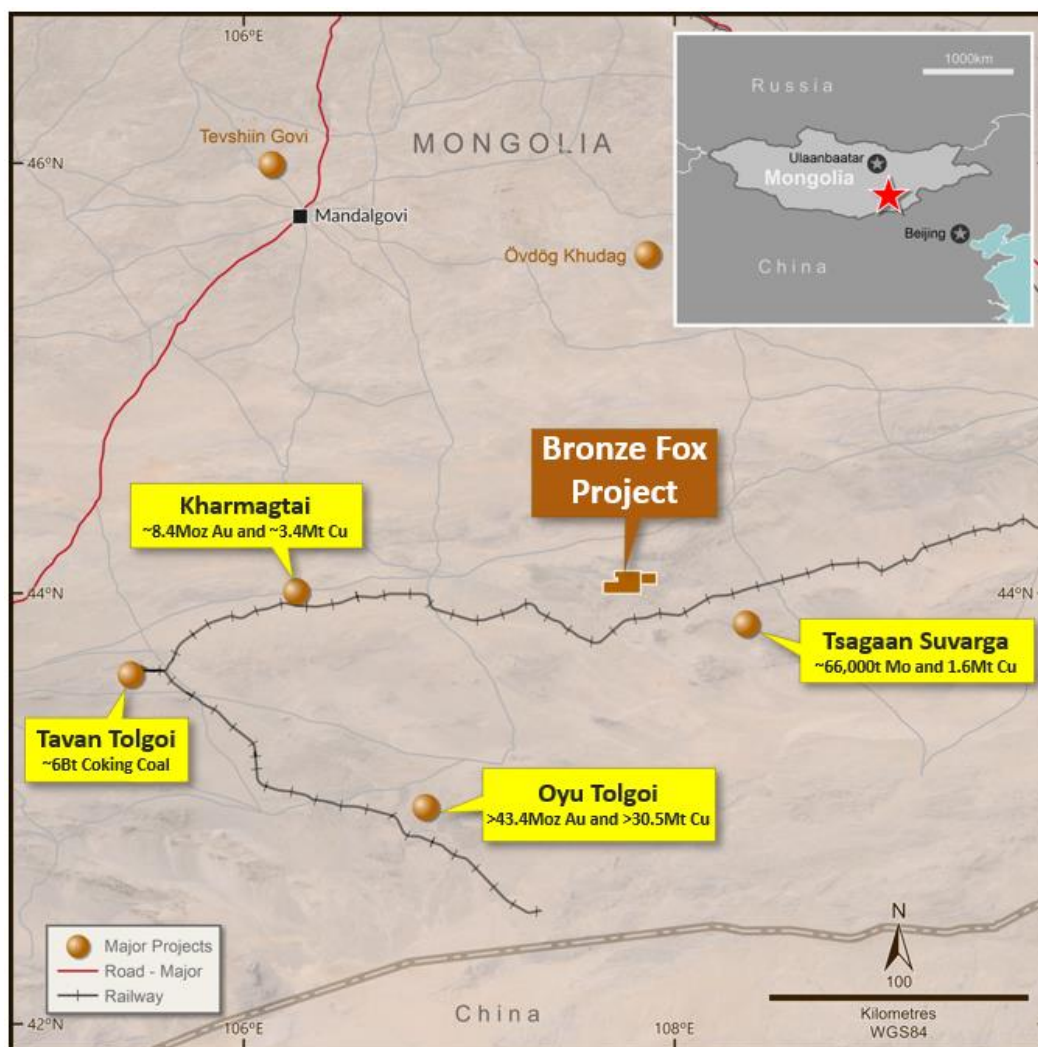 106°E
1000km
Russia
Tevshiin Govi
MONGOLIA
46°N
Ulaanbaatar
Mongolia
Mandalgovi
Beijing
Övdög Khudag
China
Bronze Fox
Project
Kharmagtai
~8.4Moz Au and ~3.4Mt Cu
44°N
44°N
Tsagaan Suvarga
~66,000t Mo and 1.6Mt Cu
Tavan Tolgoi
~6Bt Coking Coal
Oyu Tolgoi
>43.4Moz Au and >30.5Mt Cu
N
Major Projects
Road - Major
100
Railway
Kilometres
WGS84
China
42°N
106°E
108°E